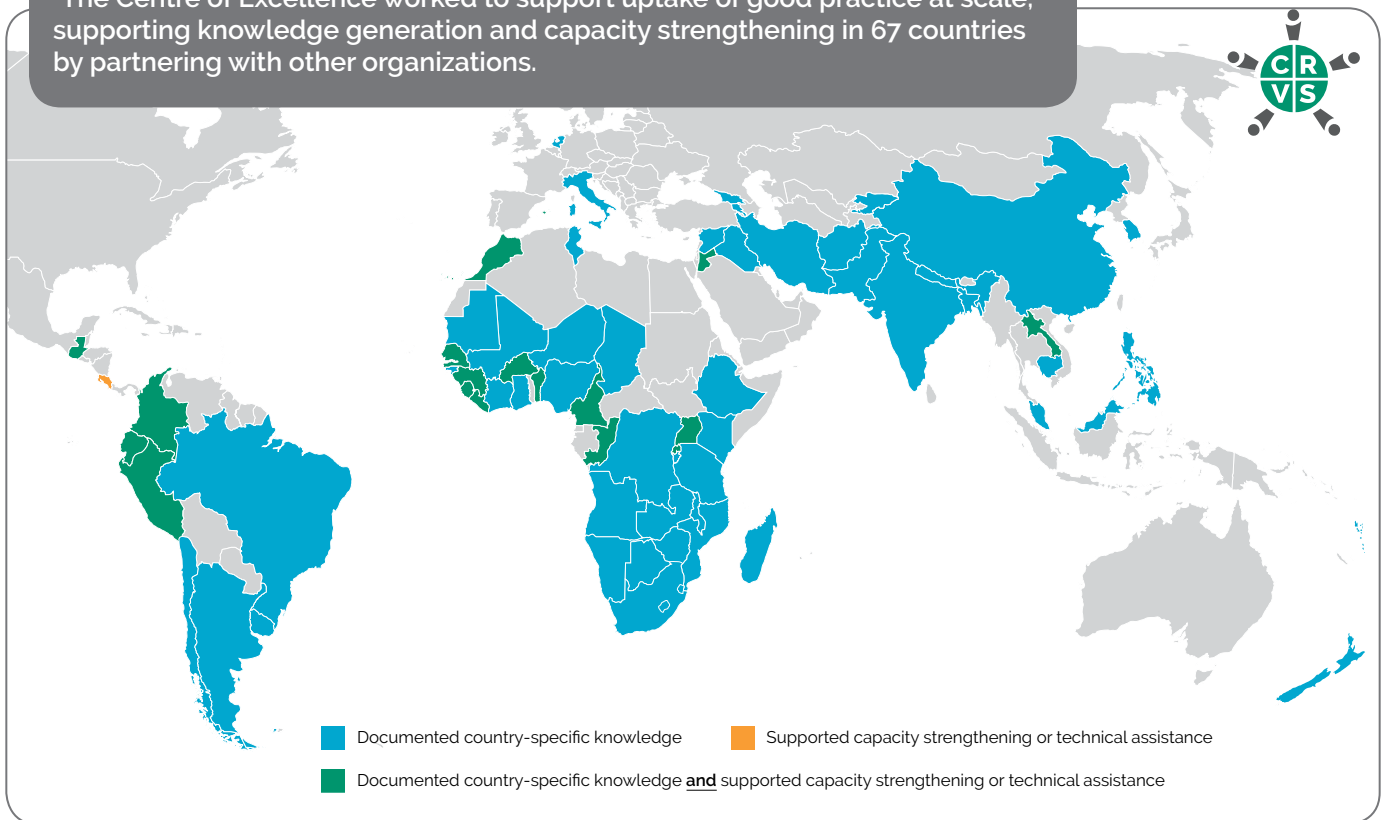 The Centre of Excellence worked to support uptake of good practice at scale,
supporting knowledge generation and capacity strengthening in 67 countries
by partnering with other organizations.
C R
V S
Documented country-specific knowledge
Supported capacity strengthening or technical assistance
Documented country-specific knowledge and supported capacity strengthening or technical assistance